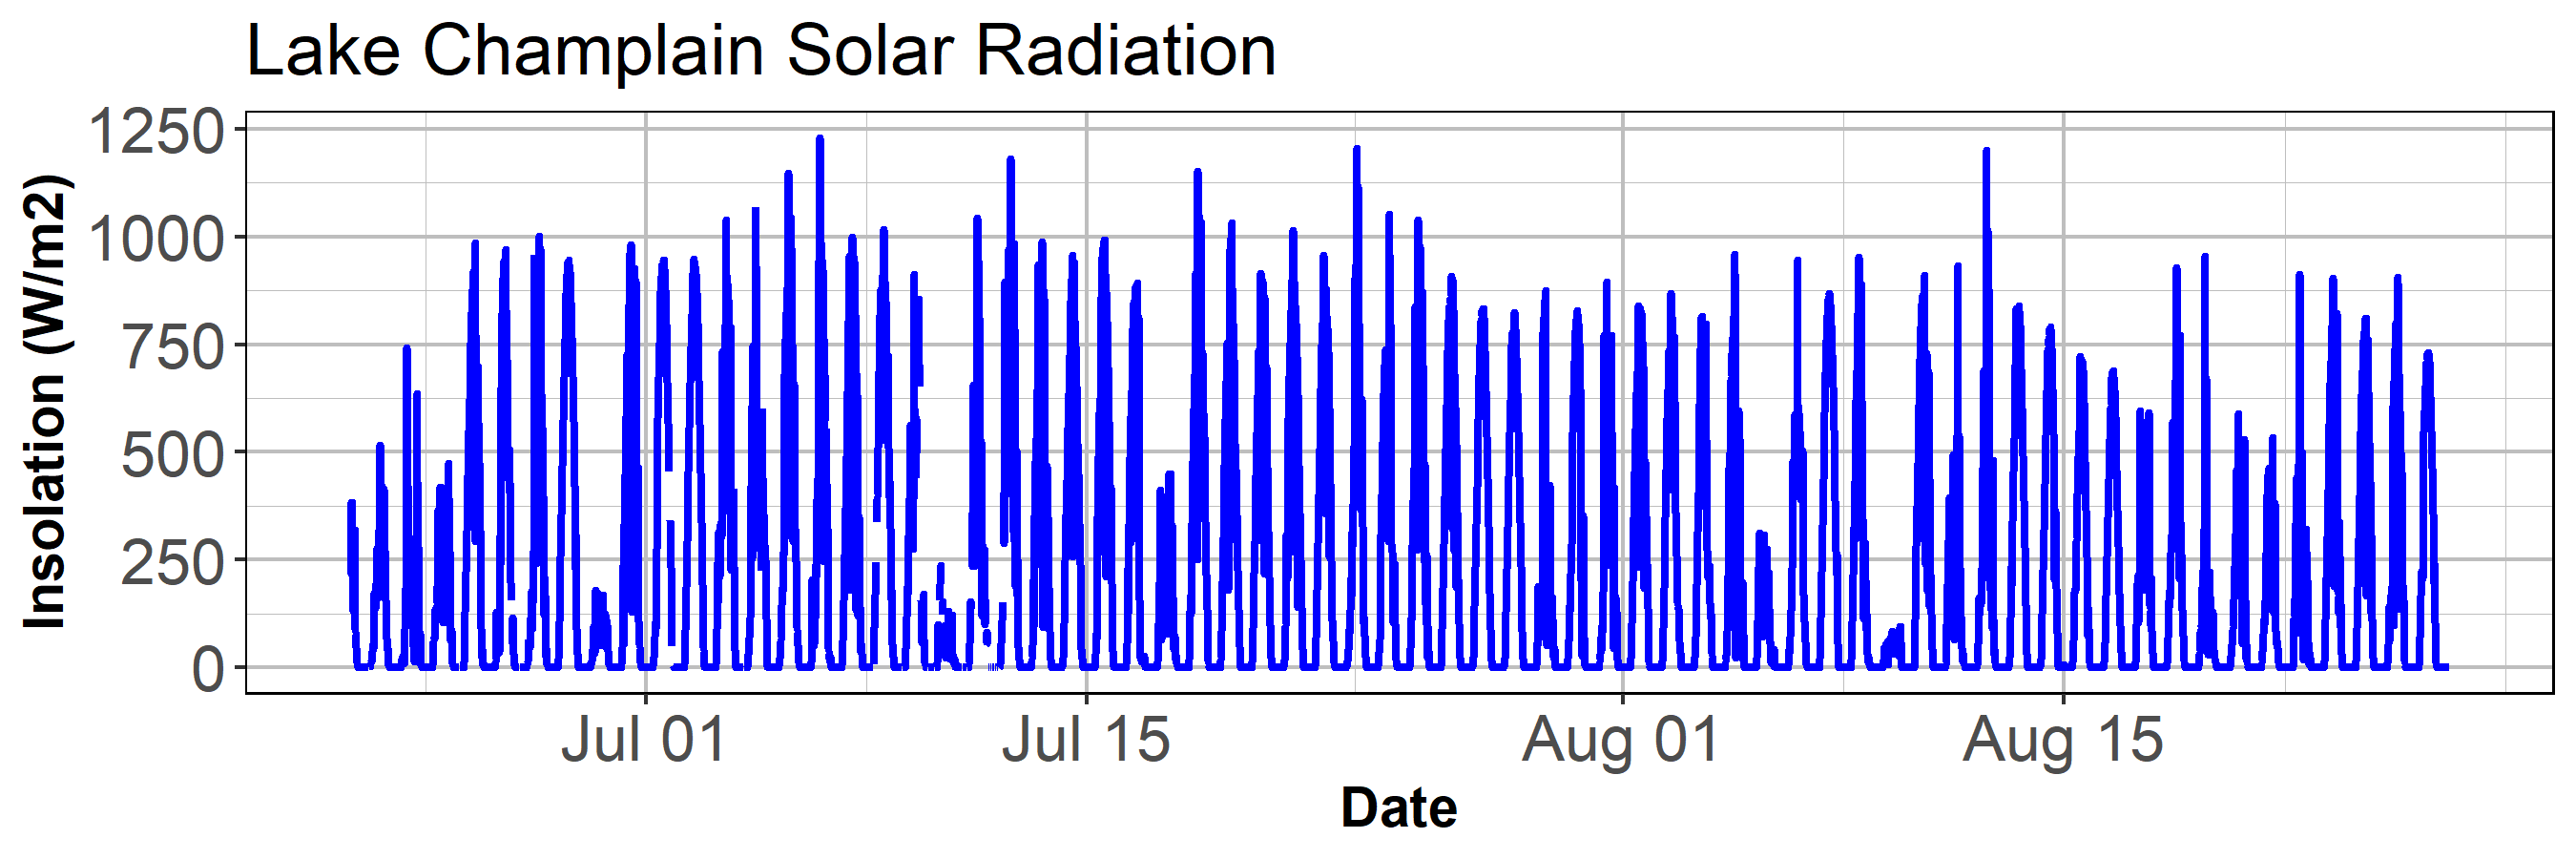 Lake Champlain Solar Radiation
1250
1000
750
500
250
0
Insolation (W/m2)
Jul 01 Jul 15 Aug 01 Aug 15
Date